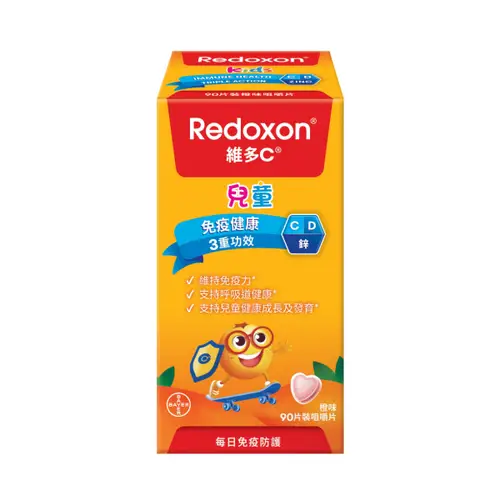 Redoxon®
Kids
IMMUNE HEALTH
TRIPLE ACTION
C D
ZINC
90片裝橙味咀嚼片
Redoxon®
維多C®
兒童
免疫健康
3重功效
C D
鋅
✓ 維持免疫力+
✓ 支持呼吸道健康+
✓ 支持兒童健康成長及發育+
C
BAYER
BAYER
橙味
90片裝咀嚼片
每日免疫防護